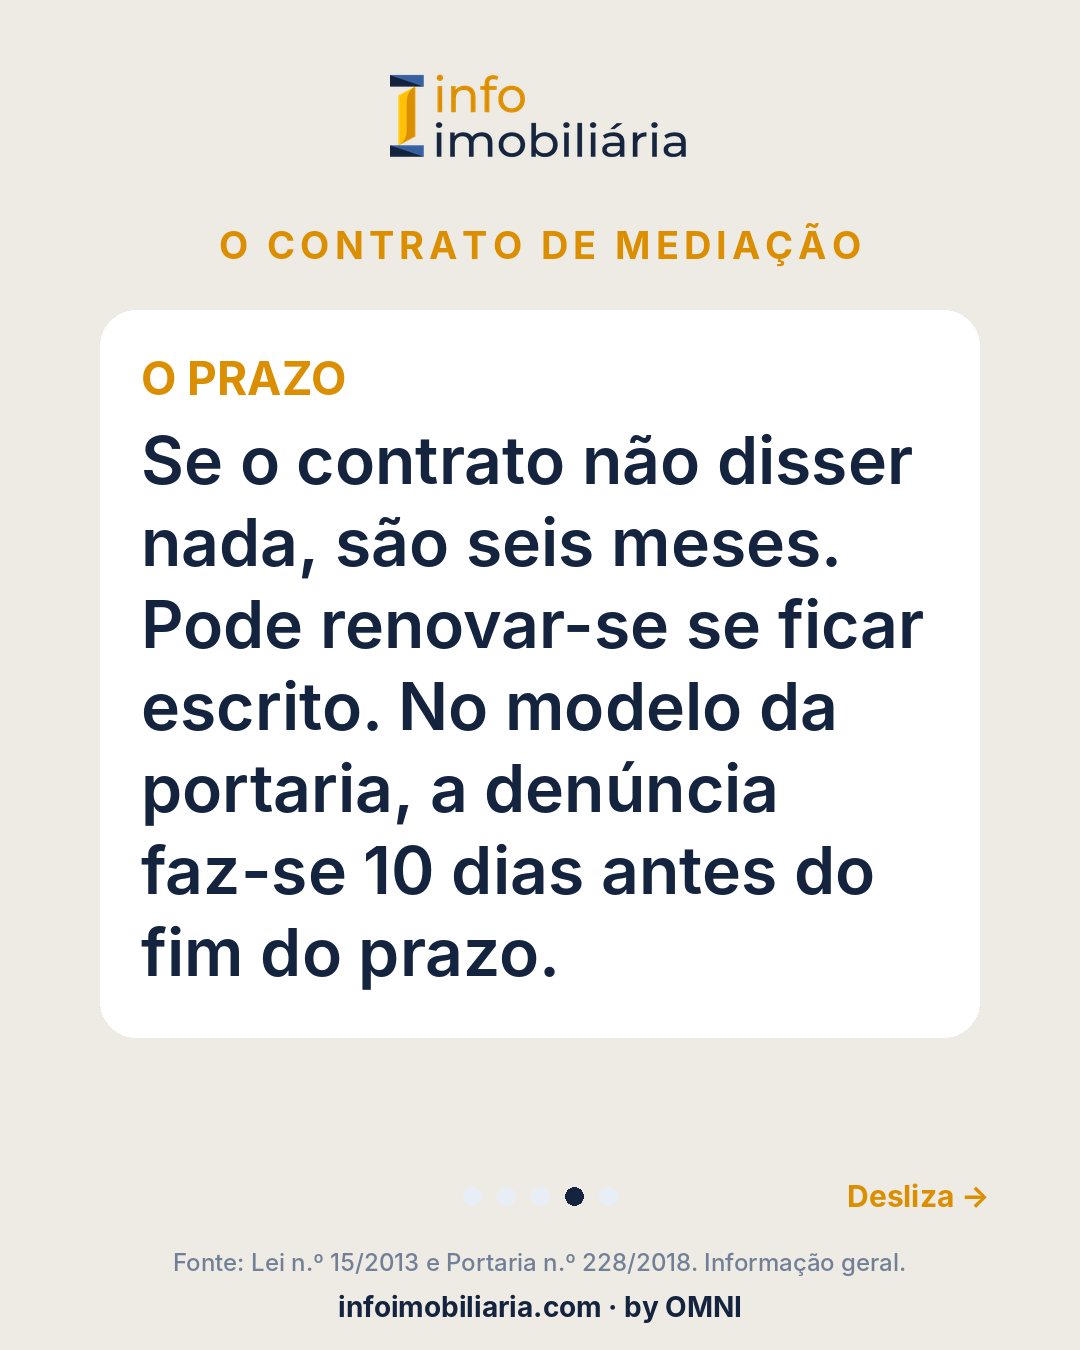 info
imobiliária
O CONTRATO DE MEDIAÇÃO
O PRAZO
Se o contrato não disser
nada, são seis meses.
Pode renovar-se se ficar
escrito. No modelo da
portaria, a denúncia
faz-se 10 dias antes do
fim do prazo.
Desliza →
Fonte: Lei n.º 15/2013 e Portaria n.º 228/2018. Informação geral.
infoimobiliaria.com · by OMNI